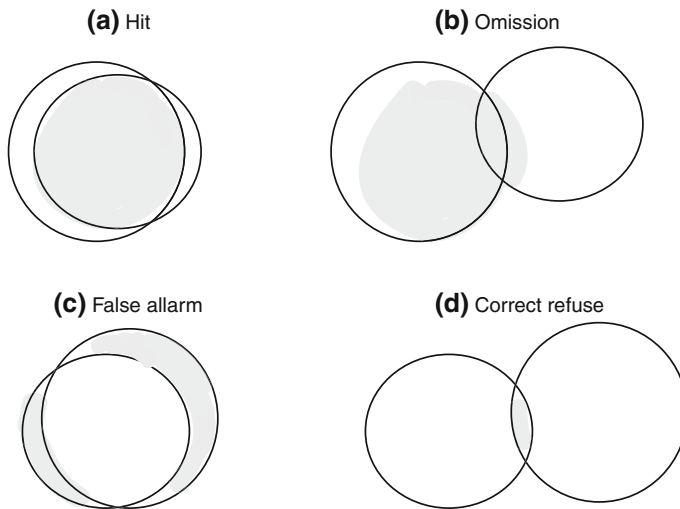 (a) Hit
(b) Omission
(c) False allarm
(d) Correct refuse